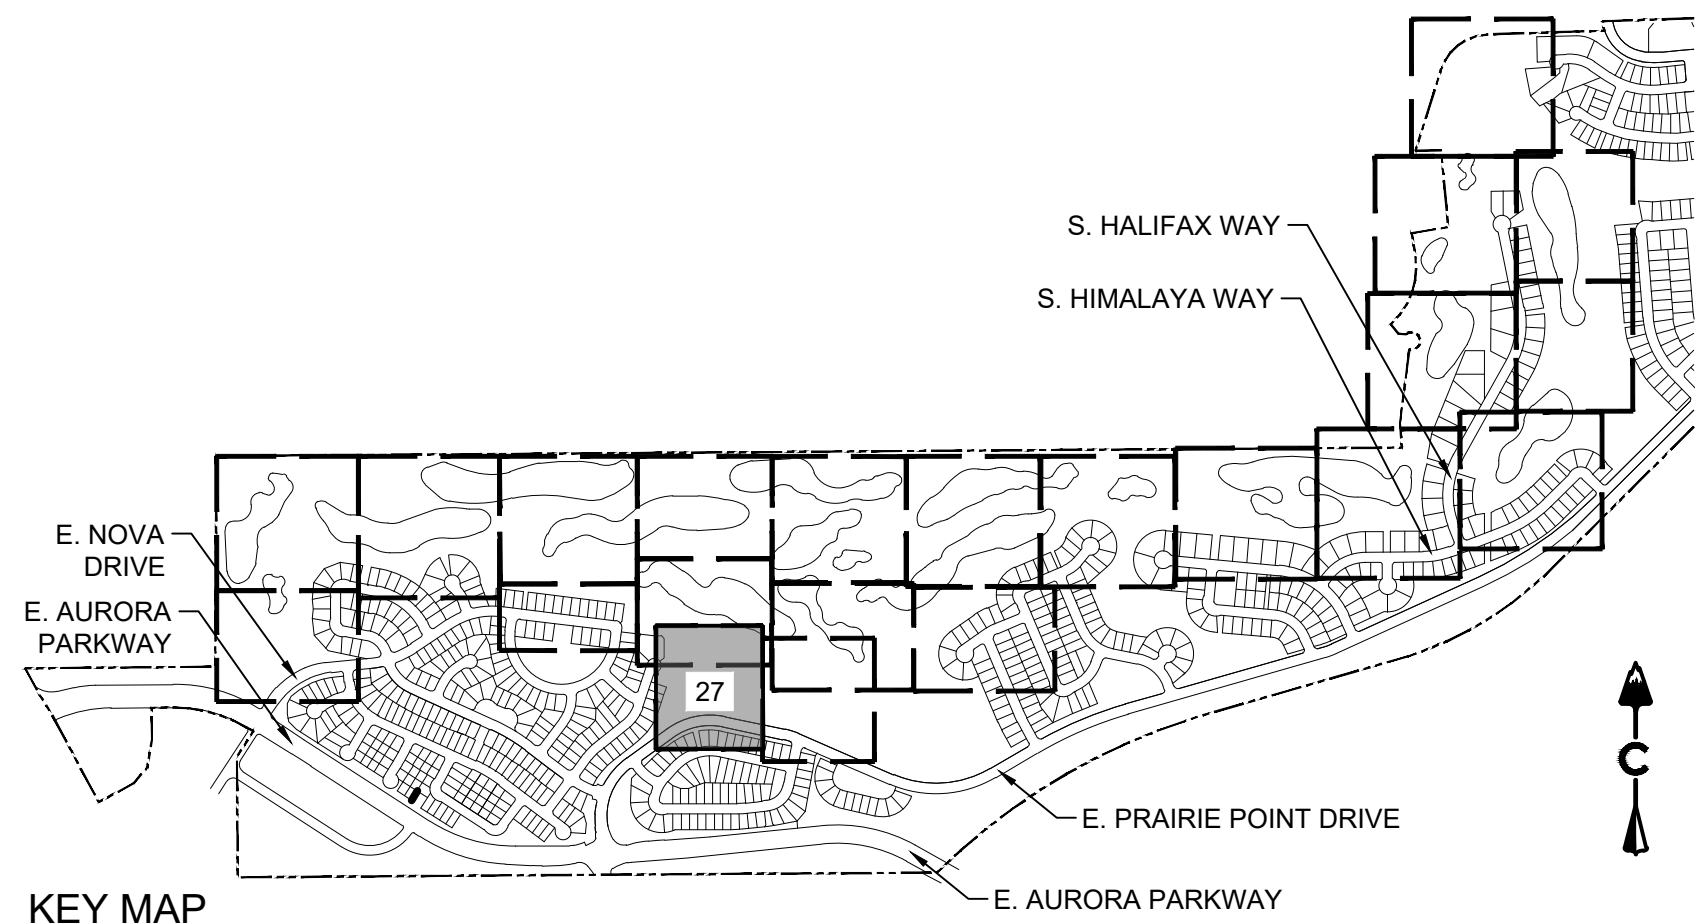 S. HALIFAX WAY
S. HIMALAYA WAY
E. NOVA
DRIVE
E. AURORA
PARKWAY
27
E. PRAIRIE POINT DRIVE
E. AURORA PARKWAY
KEY MAP
C